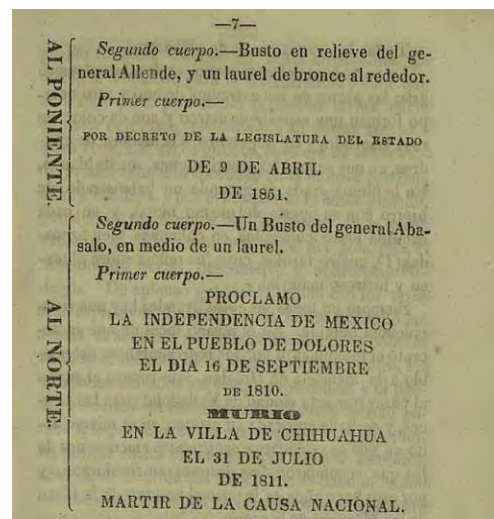 —7—
AL PONIENTE.
Segundo cuerpo.—Busto en relieve del ge-
neral Allende, y un laurel de bronce al rededor.
Primer cuerpo.—
POR DECRETO DE LA LEGISLATURA DEL ESTADO
DE 9 DE ABRIL
DE 1851.
AL NORTE.
Segundo cuerpo.—Un Busto del general Aba-
salo, en medio de un laurel.
Primer cuerpo.—
PROCLAMO
LA INDEPENDENCIA DE MEXICO
EN EL PUEBLO DE DOLORES
EL DIA 16 DE SEPTIEMBRE
DE 1810.
MURIO
EN LA VILLA DE CHIHUAHUA
EL 31 DE JULIO
DE 1811.
MARTIR DE LA CAUSA NACIONAL.